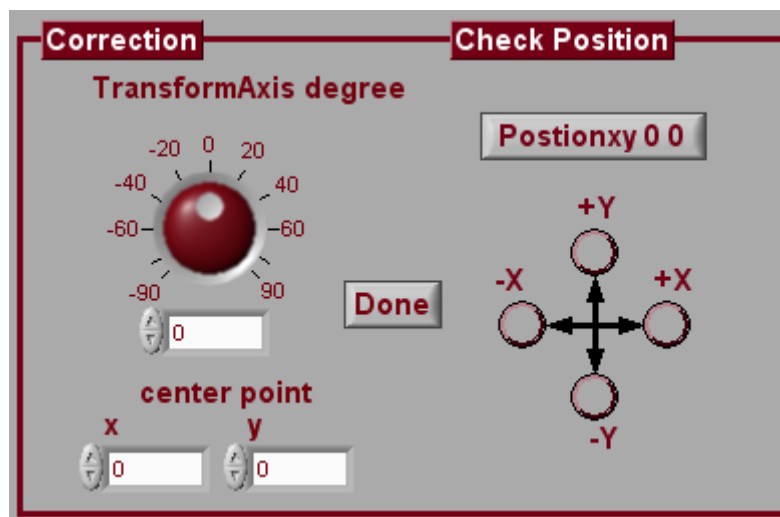 Correction
Check Position
TransformAxis degree
Postionxy 0 0
-90
-60
-40
-20
0
20
40
60
90
0
Done
center point
x
y
0
0
+Y
-X
+X
-Y